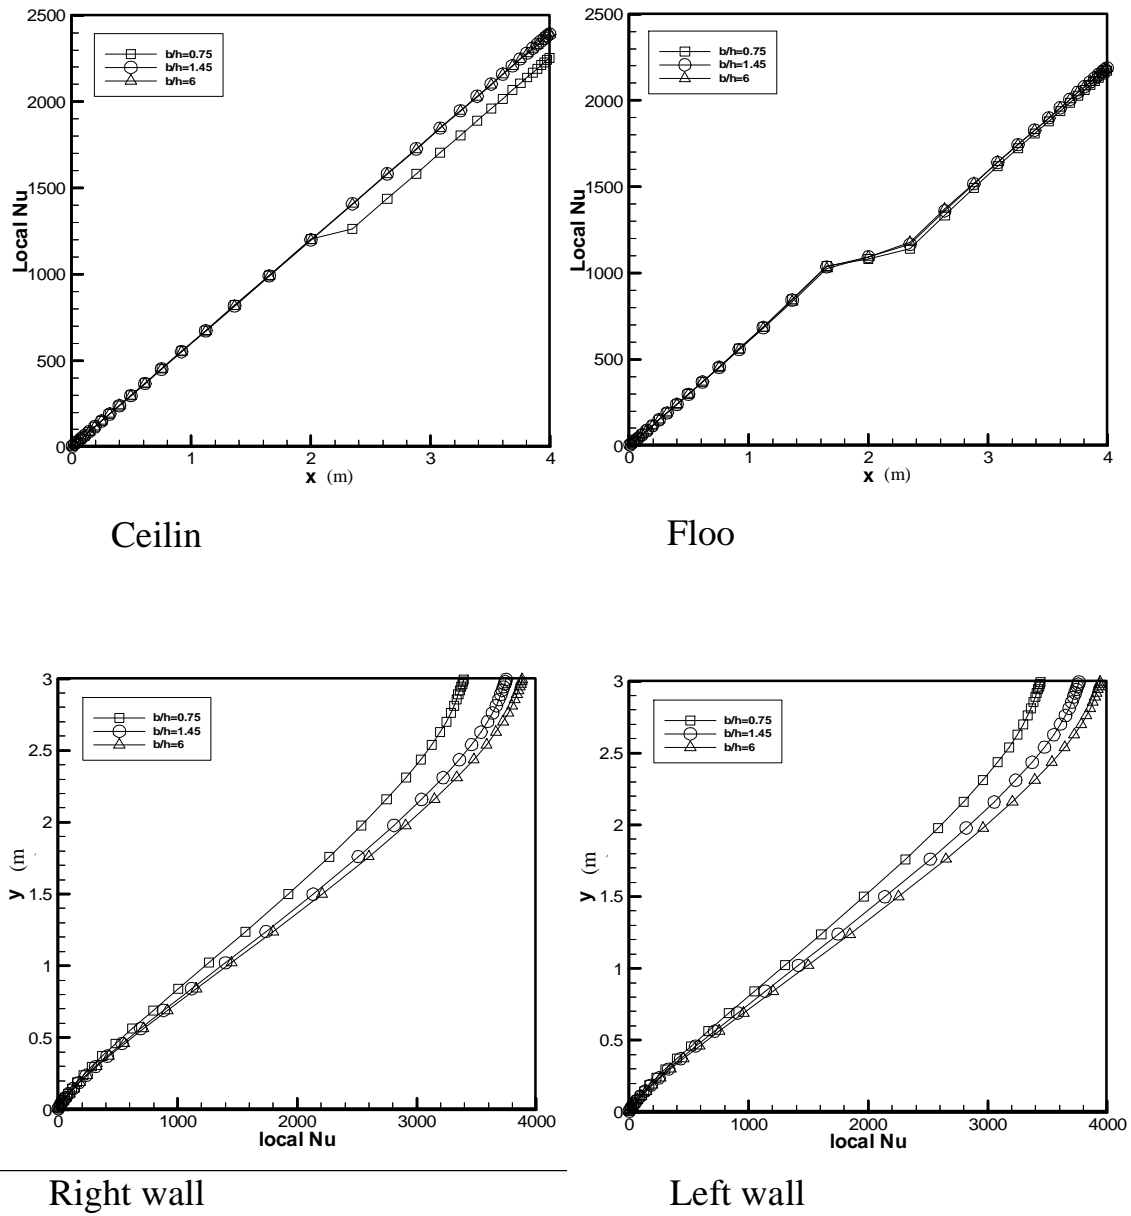 2500
2000
1500
1000
500
0
Local Nu
b/h=0.75
b/h=1.45
b/h=6
0 1 2 3 4
x (m)
Ceilin
2500
2000
1500
1000
500
0
Local Nu
b/h=0.75
b/h=1.45
b/h=6
0 1 2 3 4
x (m)
Floo
3
2.5
2
1.5
1
0.5
0
y (m
b/h=0.75
b/h=1.45
b/h=6
0 1000 2000 3000 4000
local Nu
Right wall
3
2.5
2
1.5
1
0.5
0
y (m
b/h=0.75
b/h=1.45
b/h=6
0 1000 2000 3000 4000
local Nu
Left wall